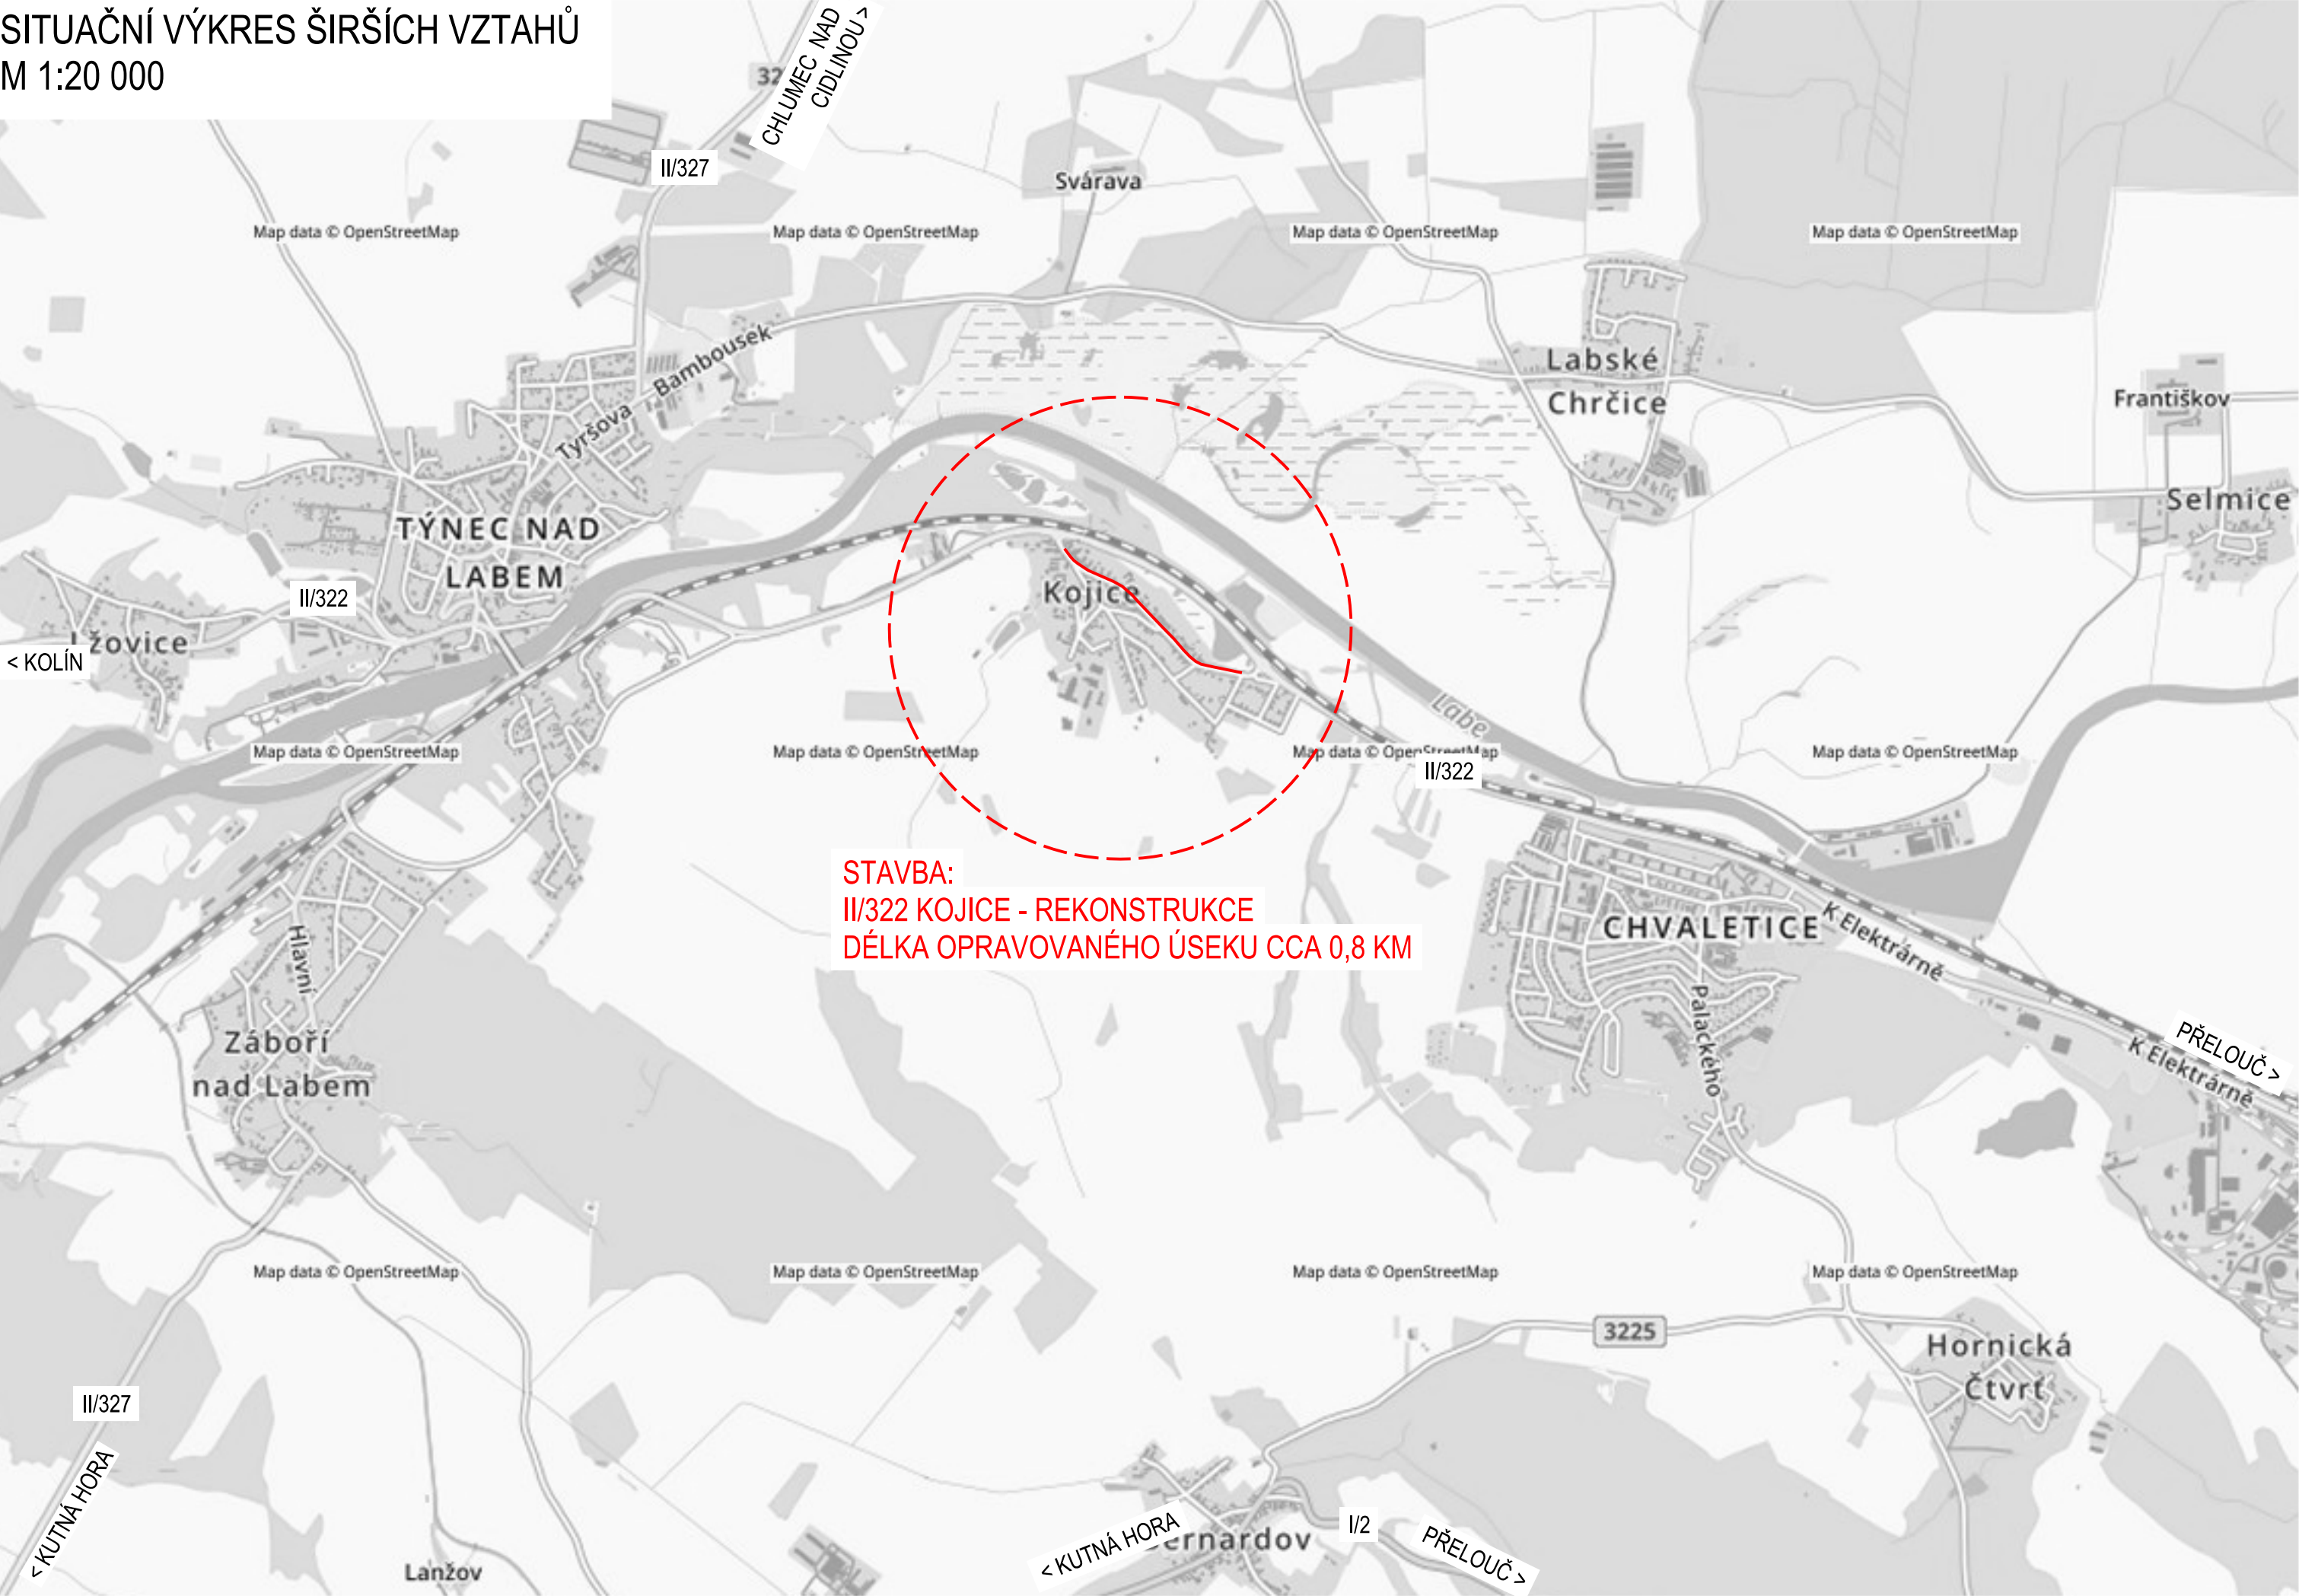 SITUAČNÍ VÝKRES ŠIRŠÍCH VZTAHŮ
M 1:20 000
CHLUMEC NAD
CIDLINOU >
II/327
Svárava
Map data © OpenStreetMap
Map data © OpenStreetMap
Map data © OpenStreetMap
Map data © OpenStreetMap
Bambousek
Tyršova
Labské
Chrčice
Františkov
Selmice
TÝNEC NAD
LABEM
II/322
Kojice
Lžovice
< KOLÍN
Labe
Map data © OpenStreetMap
Map data © OpenStreetMap
Map data © OpenStreetMap
Map data © OpenStreetMap
II/322
STAVBA:
II/322 KOJICE - REKONSTRUKCE
DÉLKA OPRAVOVANÉHO ÚSEKU CCA 0,8 KM
CHVALETICE
K Elektrárně
Hlavní
Palackého
Záboří
nad Labem
PŘELOUČ >
K Elektrárně
Map data © OpenStreetMap
Map data © OpenStreetMap
Map data © OpenStreetMap
Map data © OpenStreetMap
3225
Hornická
Čtvrť
II/327
< KUTNÁ HORA
< KUTNÁ HORA
I/2
PŘELOUČ >
Lanžov